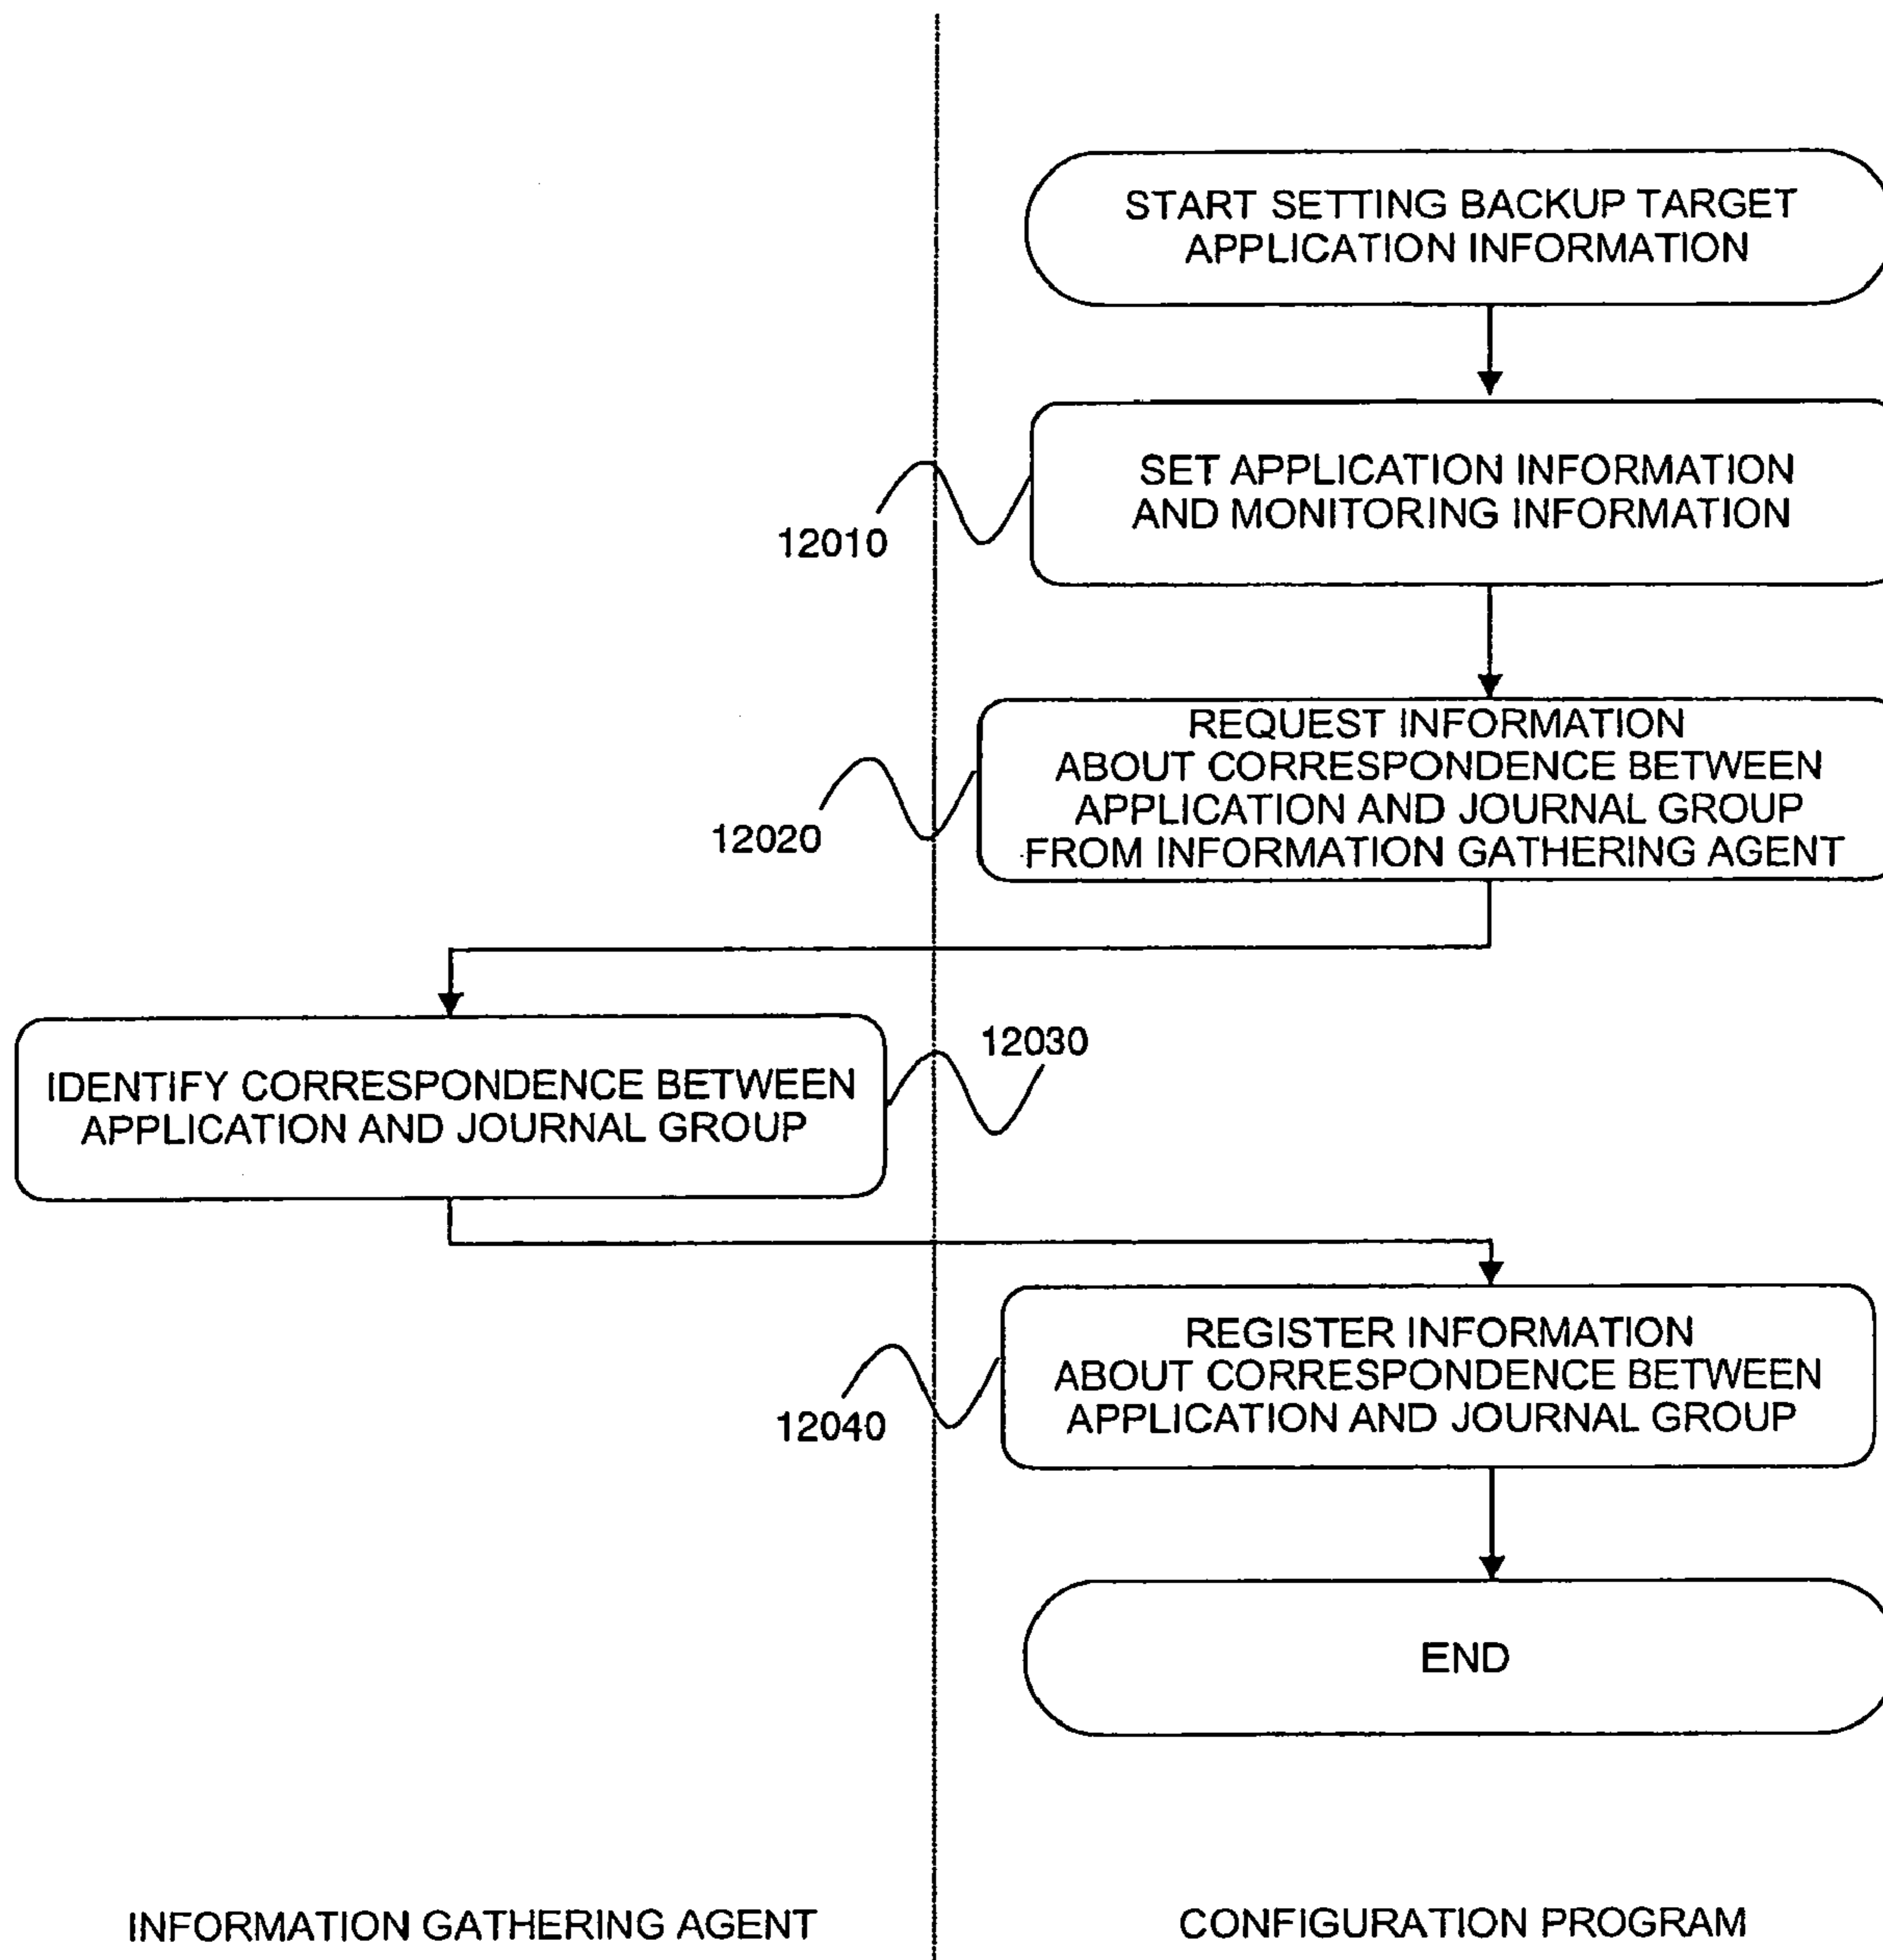 START SETTING BACKUP TARGET
APPLICATION INFORMATION
SET APPLICATION INFORMATION
AND MONITORING INFORMATION
12010
REQUEST INFORMATION
ABOUT CORRESPONDENCE BETWEEN
APPLICATION AND JOURNAL GROUP
FROM INFORMATION GATHERING AGENT
12020
12030
IDENTIFY CORRESPONDENCE BETWEEN
APPLICATION AND JOURNAL GROUP
REGISTER INFORMATION
ABOUT CORRESPONDENCE BETWEEN
APPLICATION AND JOURNAL GROUP
12040
END
INFORMATION GATHERING AGENT
CONFIGURATION PROGRAM